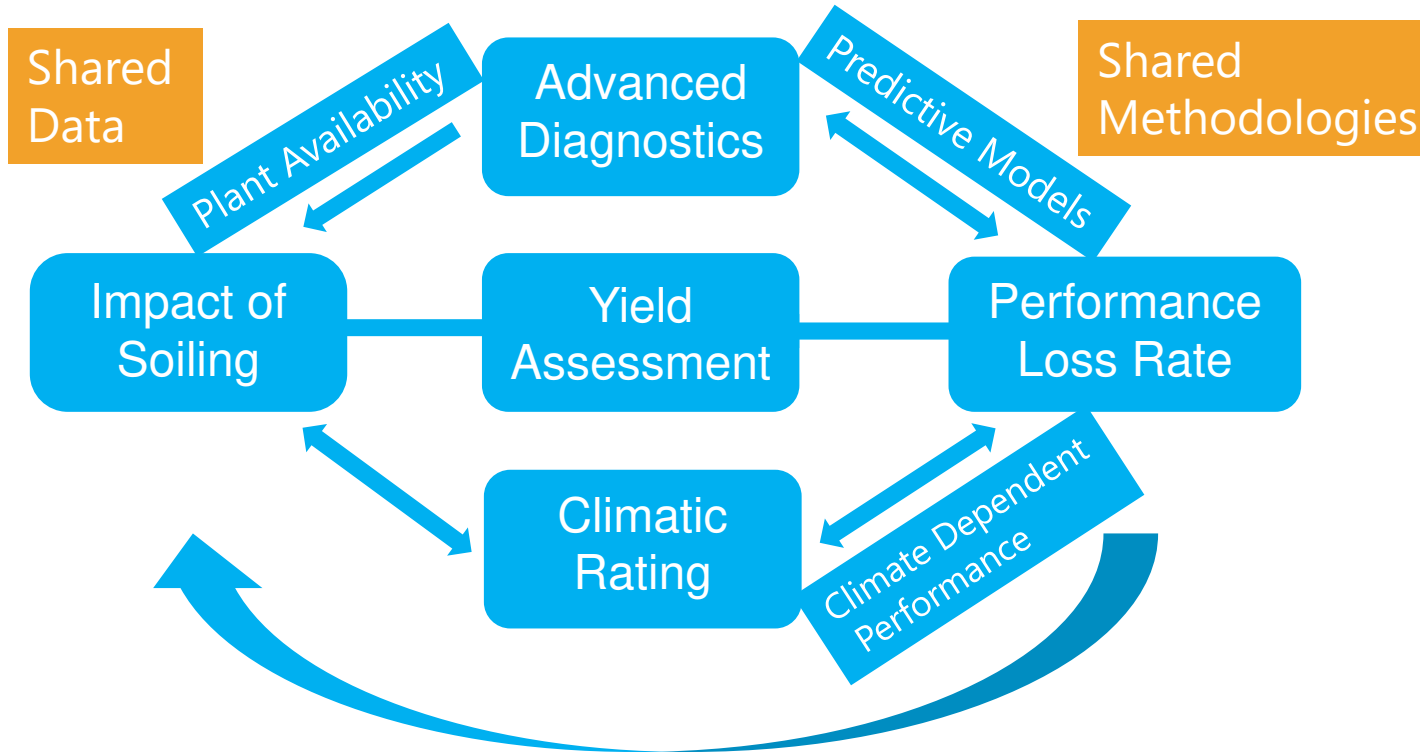 Shared
Data
Plant Availability
Advanced
Diagnostics
Predictive Models
Shared
Methodologies
Impact of
Soiling
Yield
Assessment
Performance
Loss Rate
Climatic
Rating
Climate Dependent
Performance